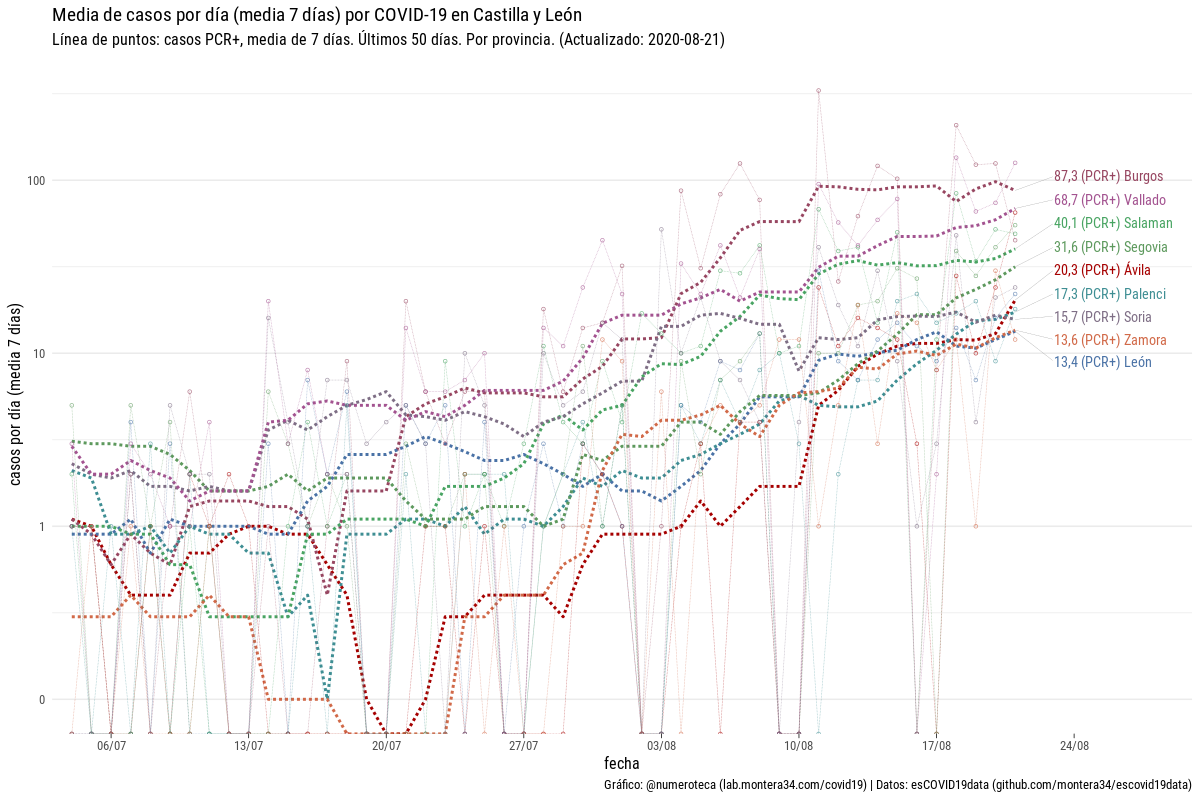 Media de casos por día (media 7 días) por COVID-19 en Castilla y León
Línea de puntos: casos PCR+, media de 7 días. Últimos 50 días. Por provincia. (Actualizado: 2020-08-21)
casos por día (media 7 días)
100
10
1
0
87,3 (PCR+) Burgos
68,7 (PCR+) Vallado
40,1 (PCR+) Salaman
31,6 (PCR+) Segovia
20,3 (PCR+) Ávila
17,3 (PCR+) Palenci
15,7 (PCR+) Soria
13,6 (PCR+) Zamora
13,4 (PCR+) León
06/07
13/07
20/07
27/07
03/08
10/08
17/08
24/08
fecha
Gráfico: @numeroteca (lab.montera34.com/covid19) | Datos: esCOVID19data (github.com/montera34/escovid19data)